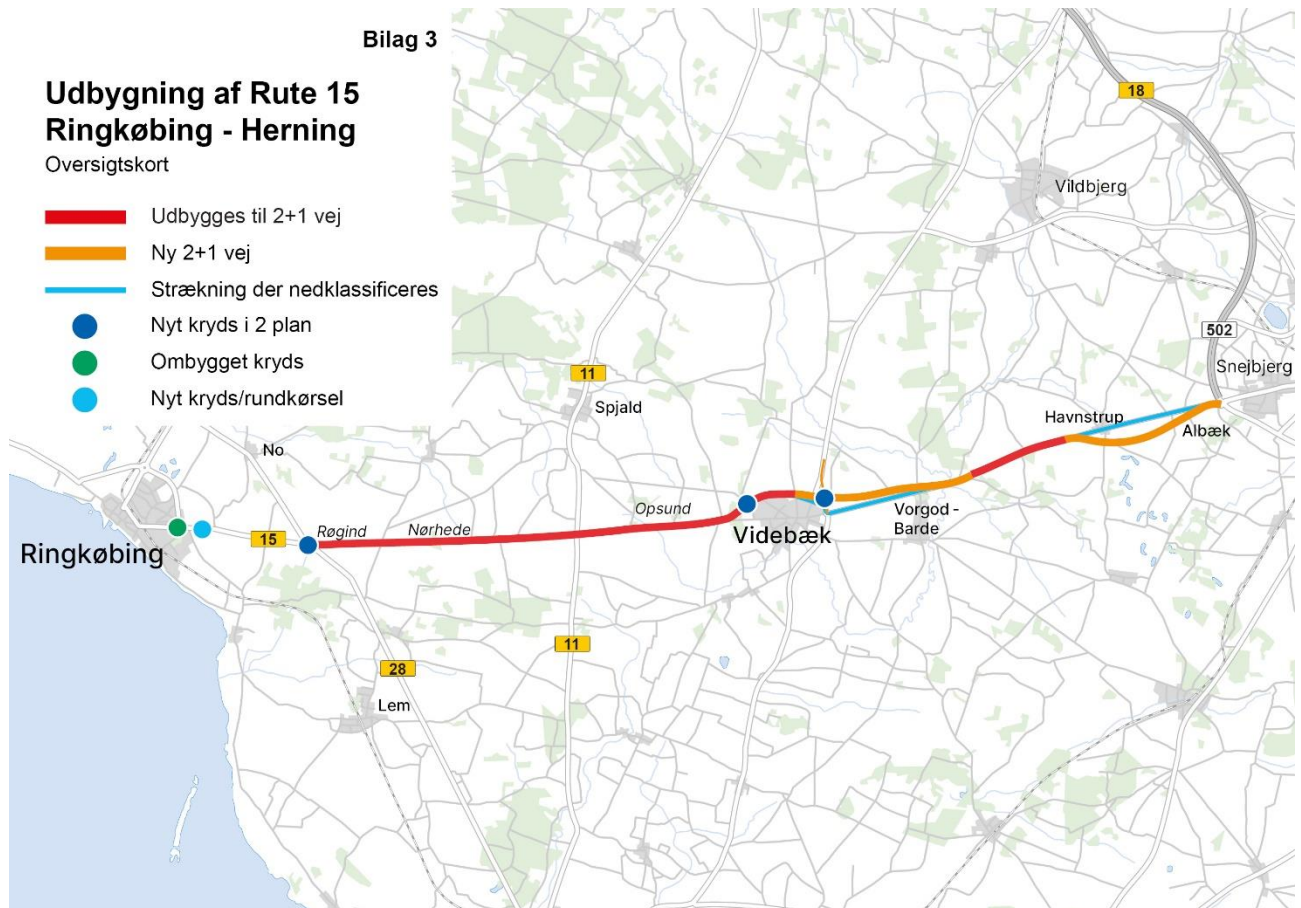 Bilag 3
Udbygning af Rute 15
Ringkøbing - Herning
Oversigtskort
Udbygges til 2+1 vej
Ny 2+1 vej
Strækning der nedklassificeres
Nyt kryds i 2 plan
Ombygget kryds
Nyt kryds/rundkørsel
18
Vildbjerg
502
Snejbjerg
11
Spjald
Havnstrup
Albæk
No
Opsund
Røgind
Nørhede
Vorgod -
Barde
Videbæk
15
Ringkøbing
11
28
Lem